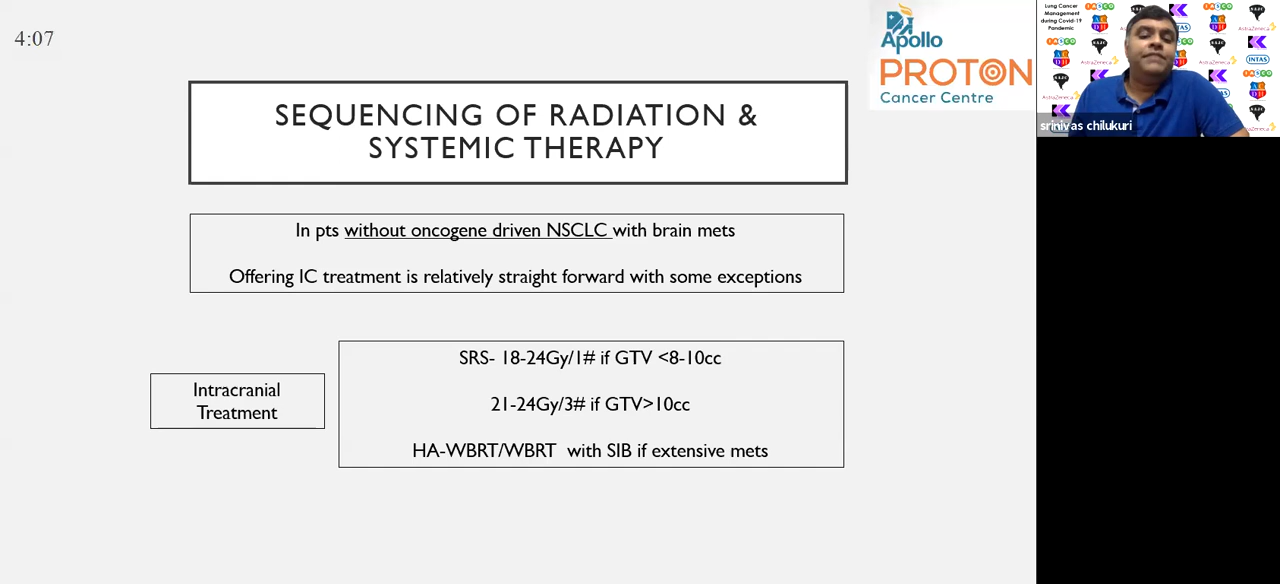 4:07
Apollo
PROTON
Cancer Centre
SEQUENCING OF RADIATION &
SYSTEMIC THERAPY
In pts without oncogene driven NSCLC with brain mets
Offering IC treatment is relatively straight forward with some exceptions
SRS- 18-24Gy/1# if GTV <8-10cc
Intracranial
Treatment
21-24Gy/3# if GTV>10cc
HA-WBRT/WBRT with SIB if extensive mets
Lung Cancer
Management
during Covid-19
Pandemic
INTAS
AstraZeneca
srinivas chilukuri